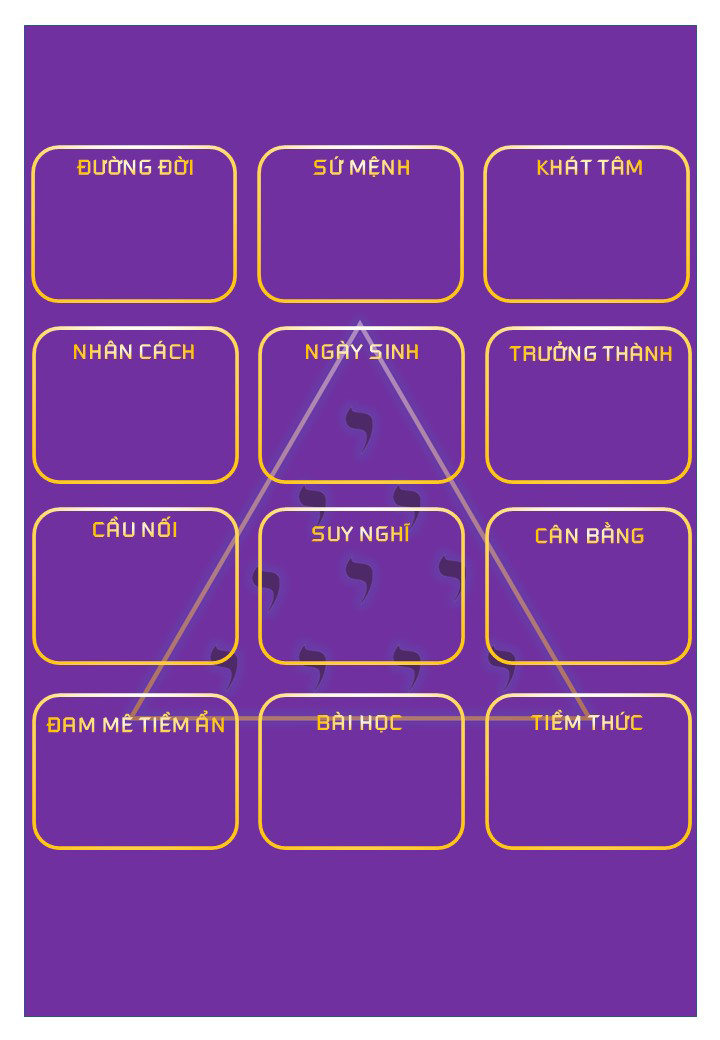 ĐƯỜNG ĐỜI
SỨ MỆNH
KHÁT TÂM
NHÂN CÁCH
NGÀY SINH
TRƯỞNG THÀNH
CẦU NỐI
SUY NGHĨ
CÂN BẰNG
ĐAM MÊ TIỀM ẨN
BÀI HỌC
TIỀM THỨC
י
י י
י י י
י י י י